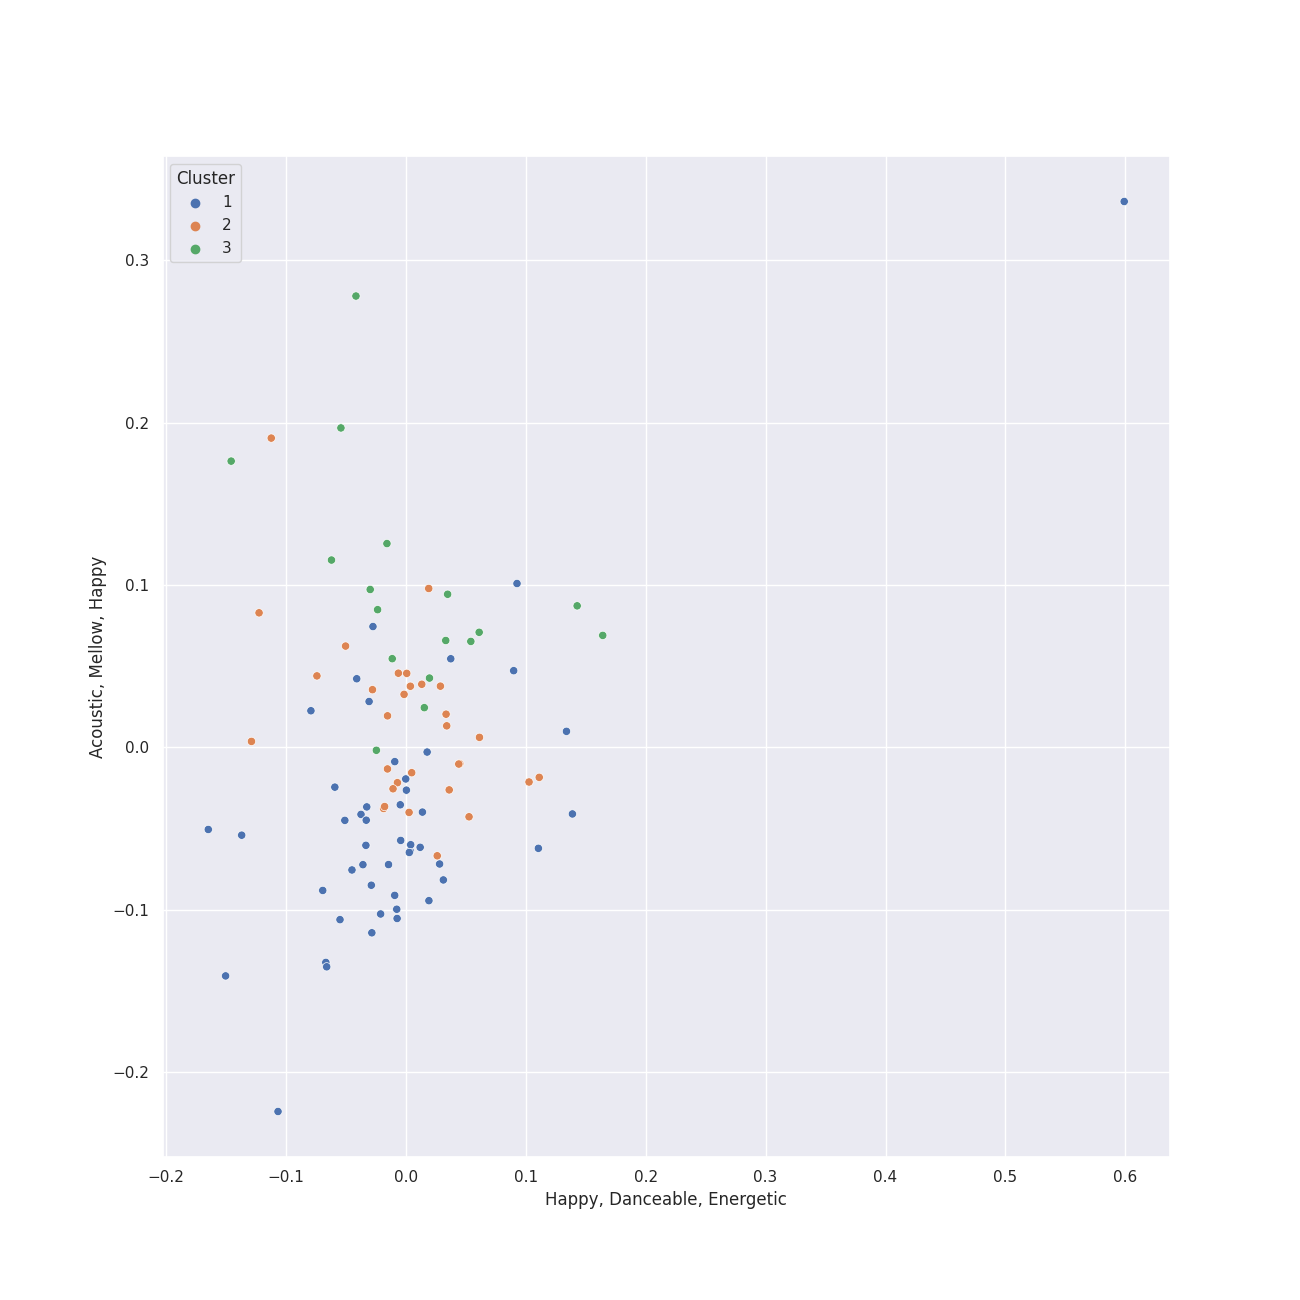 Cluster
1
2
3
0.3
0.2
0.1
0.0
−0.1
−0.2
Acoustic, Mellow, Happy
−0.2 −0.1 0.0 0.1 0.2 0.3 0.4 0.5 0.6
Happy, Danceable, Energetic